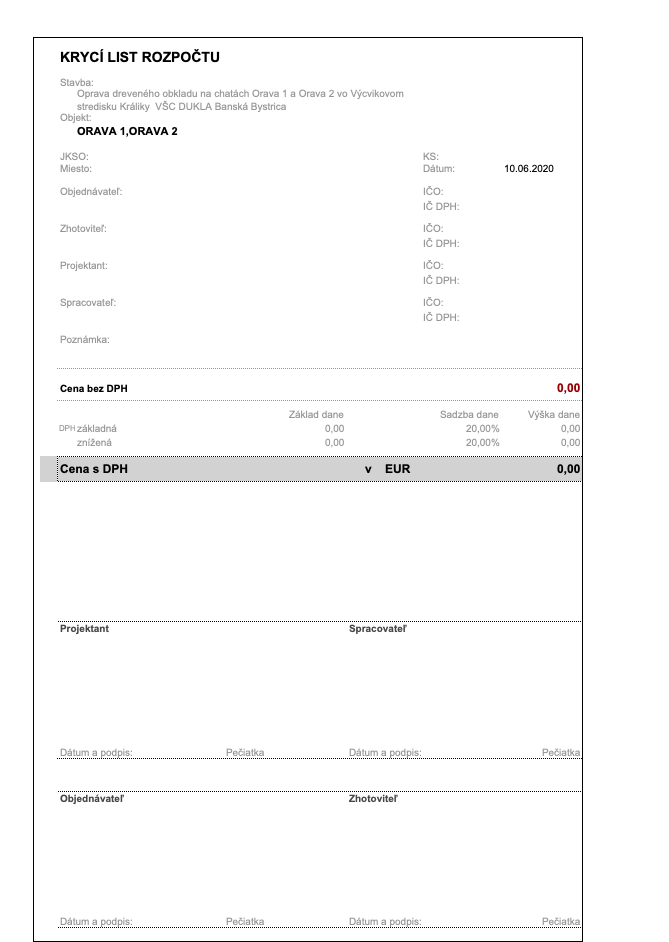 KRYCÍ LIST ROZPOČTU
Stavba:
Oprava dreveného obkladu na chatách Orava 1 a Orava 2 vo Výcvikovom
stredisku Králiky VŠC DUKLA Banská Bystrica
Objekt:
ORAVA 1,ORAVA 2
JKSO: KS:
Miesto: Dátum: 10.06.2020
Objednávateľ: IČO:
IČ DPH:
Zhotoviteľ: IČO:
IČ DPH:
Projektant: IČO:
IČ DPH:
Spracovateľ: IČO:
IČ DPH:
Poznámka:
Cena bez DPH 0,00
Základ dane Sadzba dane Výška dane
DPH základná 0,00 20,00% 0,00
znížená 0,00 20,00% 0,00
Cena s DPH v EUR 0,00
Projektant Spracovateľ
Dátum a podpis: Pečiatka Dátum a podpis: Pečiatka
Objednávateľ Zhotoviteľ
Dátum a podpis: Pečiatka Dátum a podpis: Pečiatka